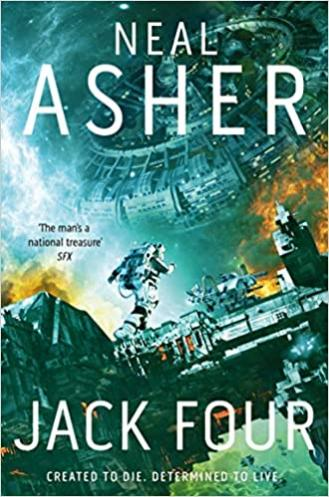 NEAL
ASHER
'The man's a
national treasure'
SFX
JACK FOUR
CREATED TO DIE. DETERMINED TO LIVE.